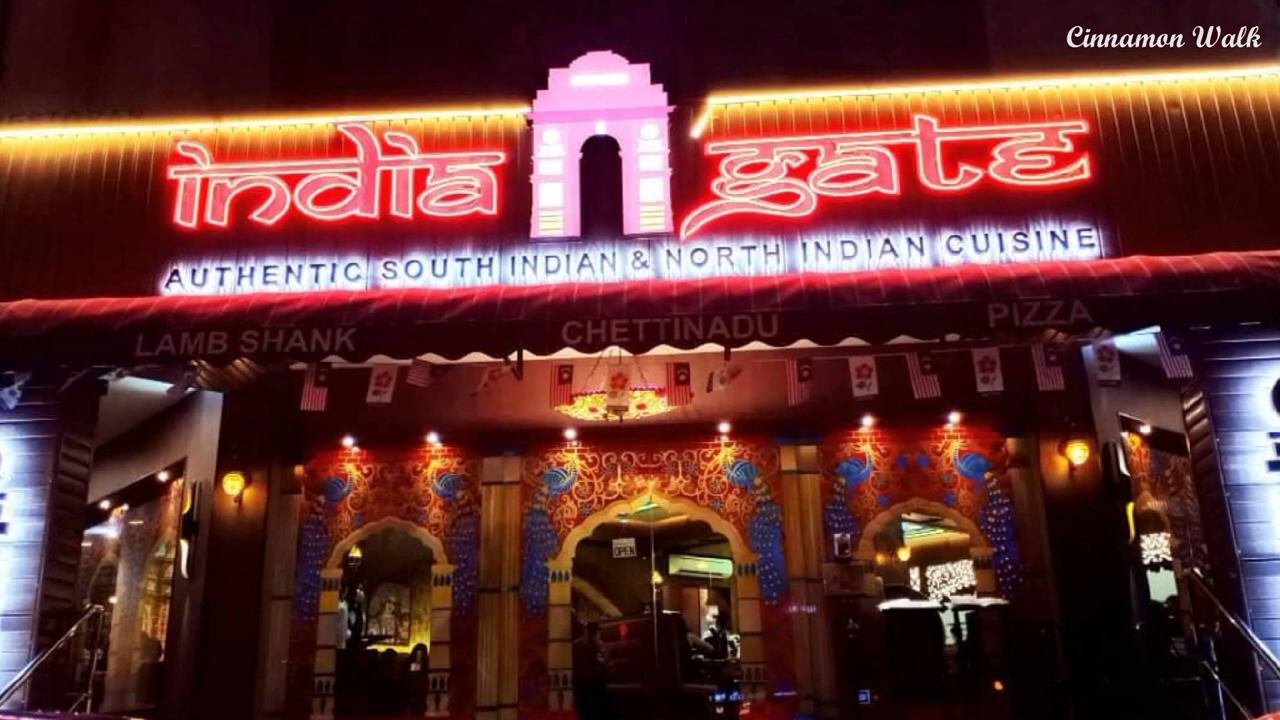 Cinnamon Walk
india gate
AUTHENTIC SOUTH INDIAN & NORTH INDIAN CUISINE
LAMB SHANK CHETTINADU PIZZA
OPEN